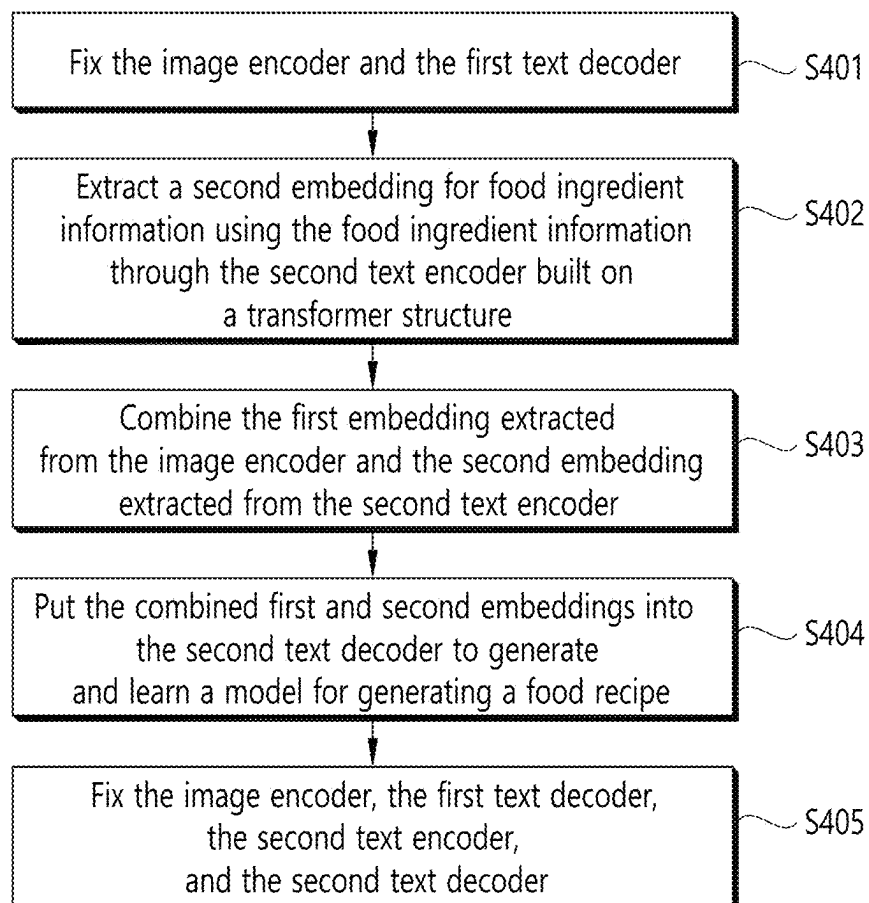 Fix the image encoder and the first text decoder
S401
Extract a second embedding for food ingredient
information using the food ingredient information
through the second text encoder built on
a transformer structure
S402
Combine the first embedding extracted
from the image encoder and the second embedding
extracted from the second text encoder
S403
Put the combined first and second embeddings into
the second text decoder to generate
and learn a model for generating a food recipe
S404
Fix the image encoder, the first text decoder,
the second text encoder,
and the second text decoder
S405